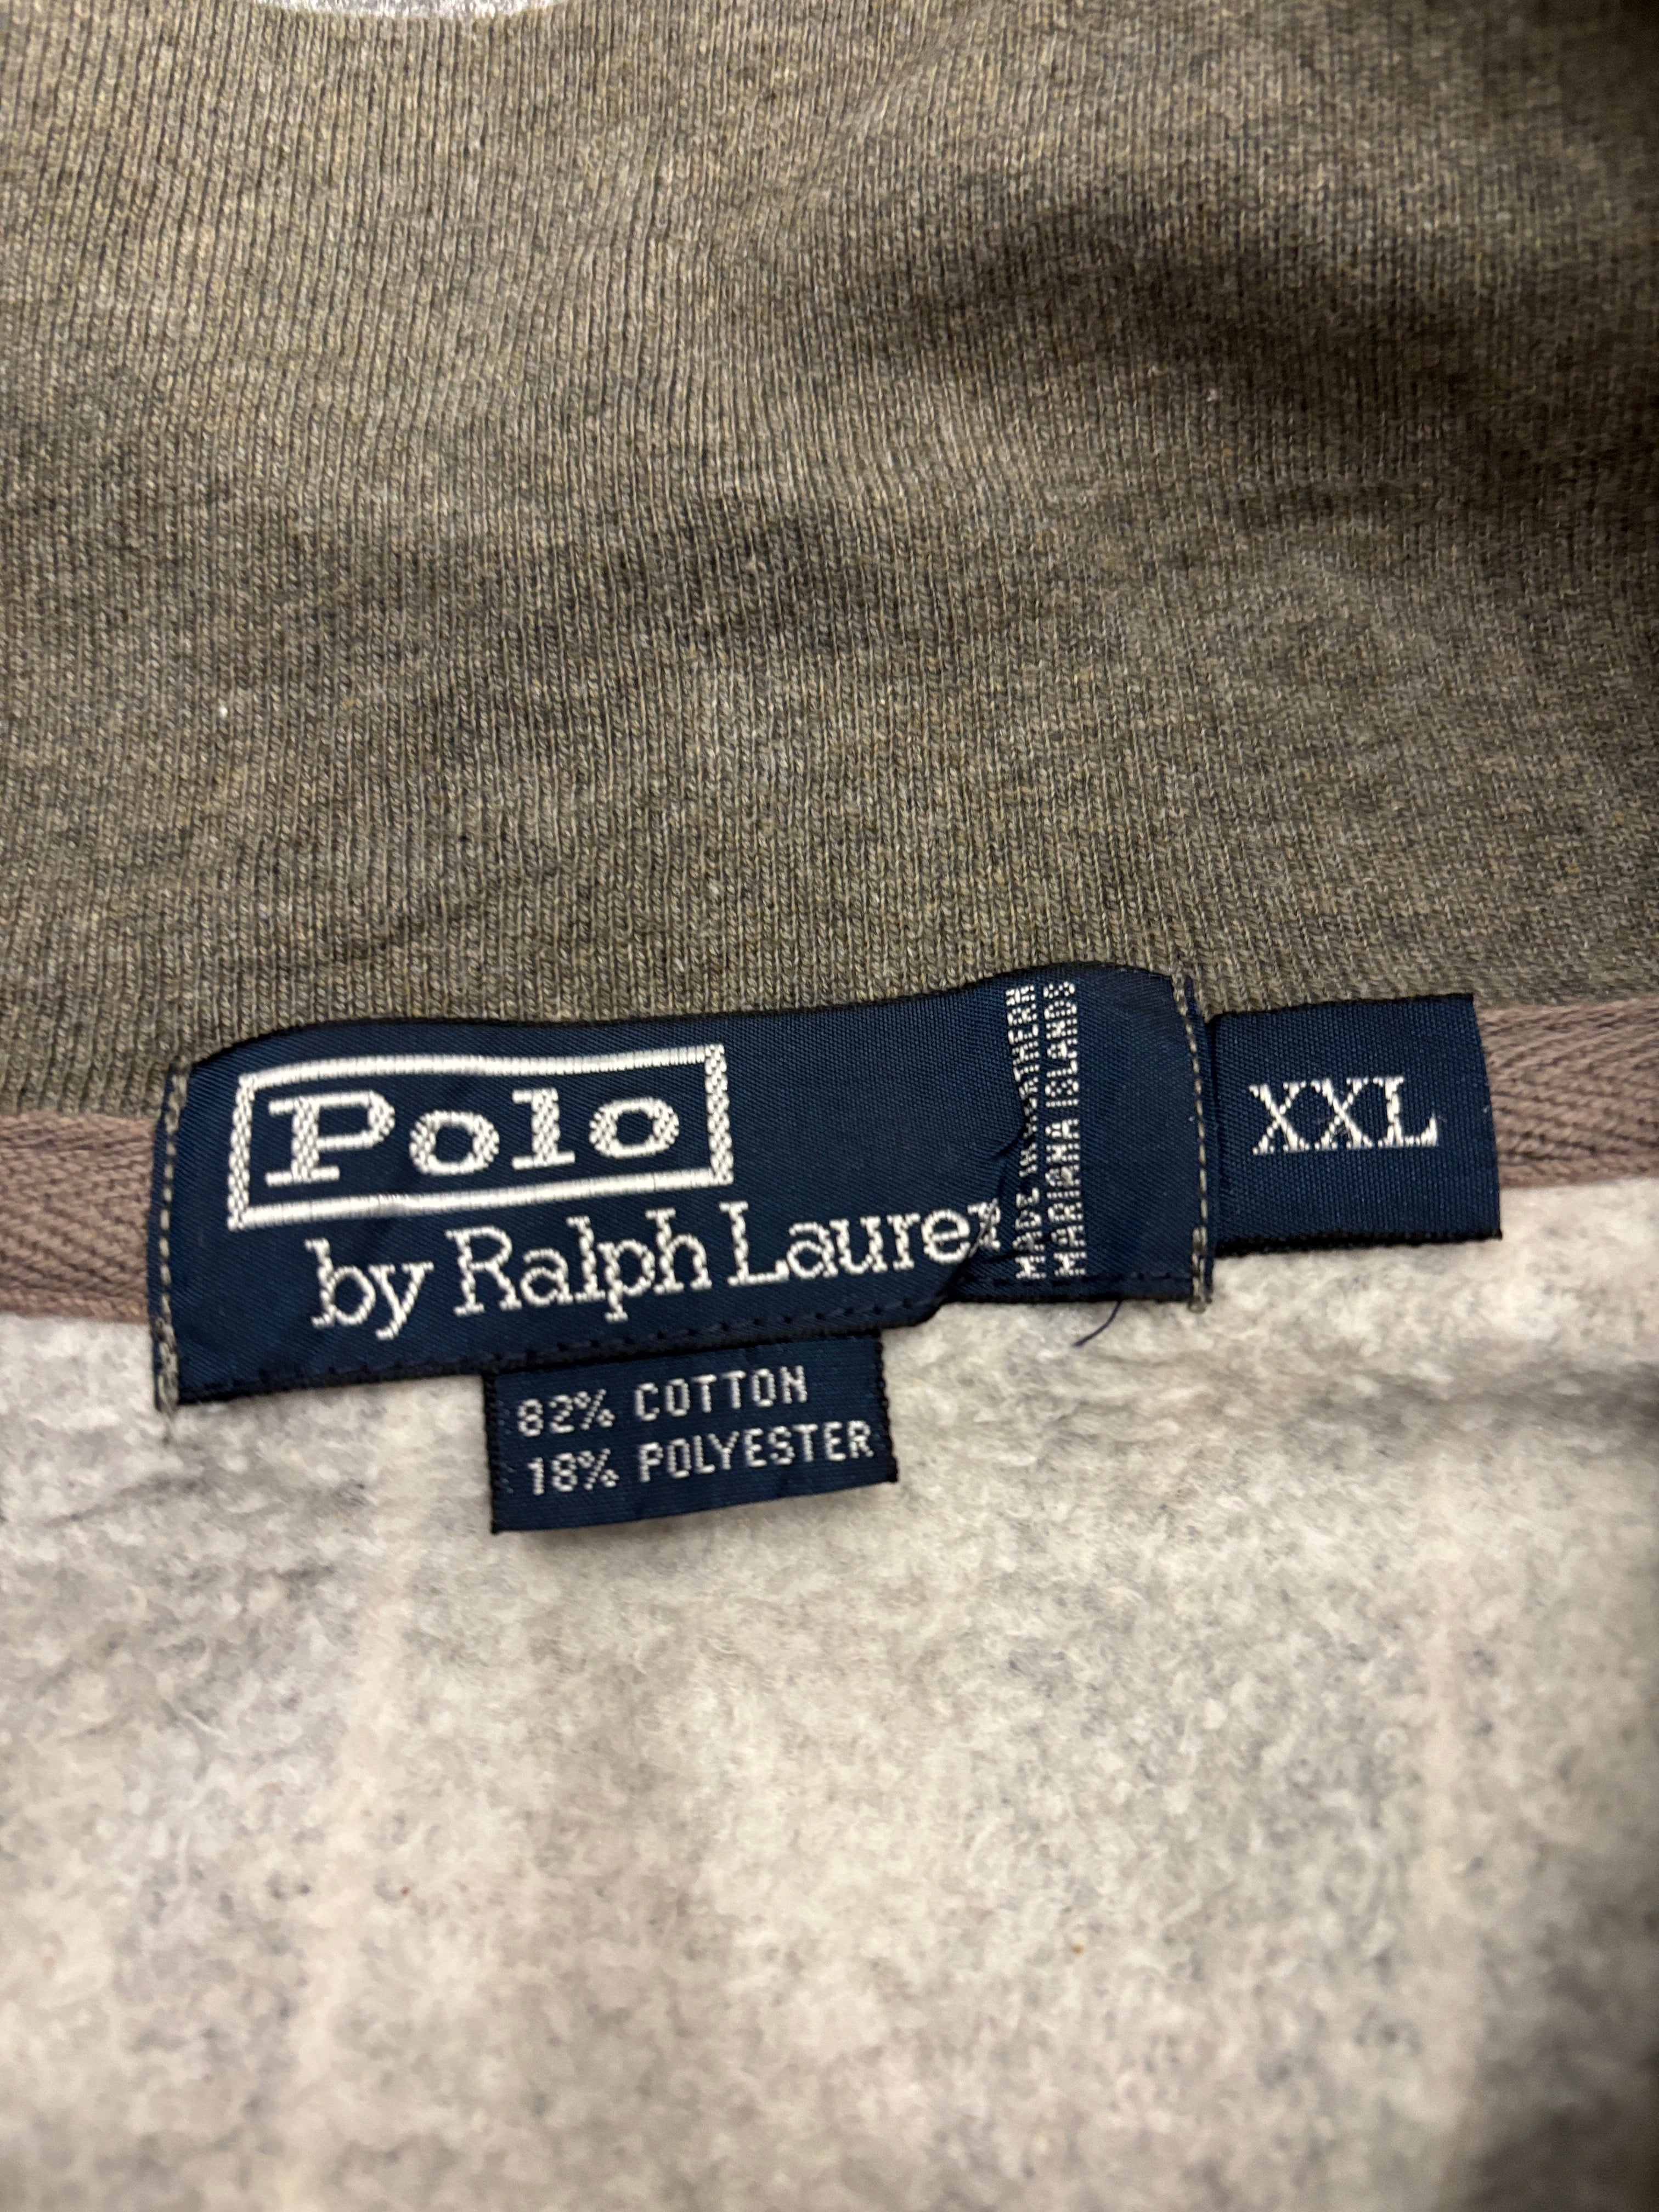 Polo
by Ralph Lauren
MADE IN NORTHERN
MARIANA ISLANDS
XXL
82% COTTON
18% POLYESTER